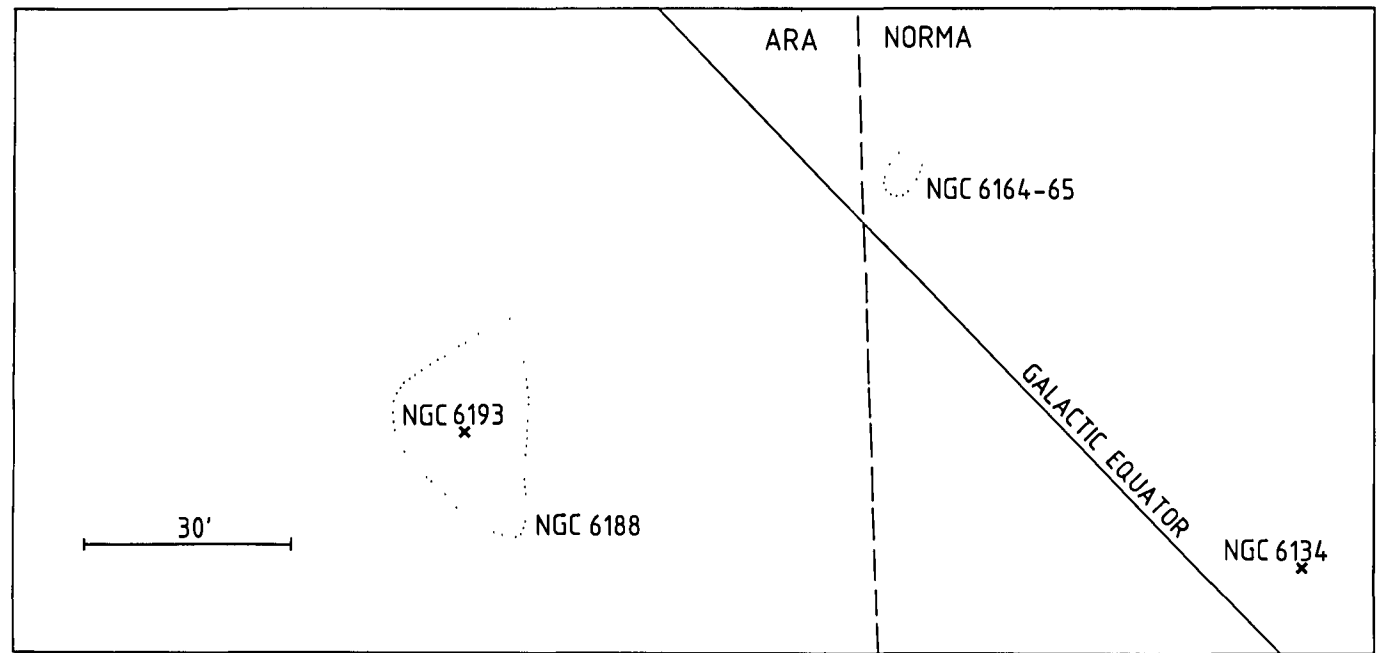 ARA
NORMA
NGC 6164-65
NGC 6193
GALACTIC EQUATOR
NGC 6188
30'
NGC 6134